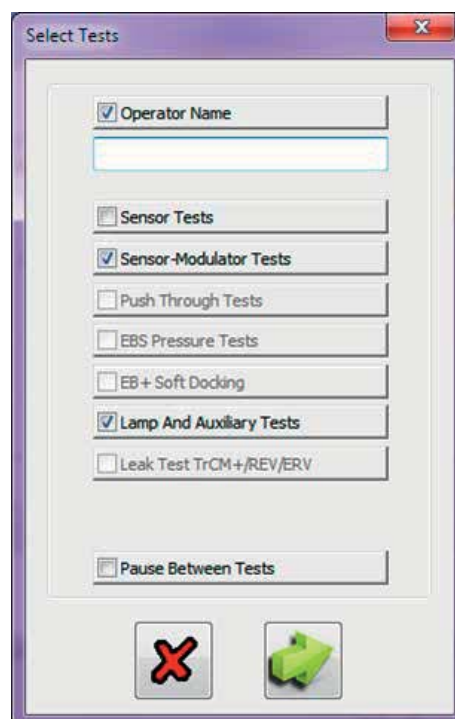 Select Tests
Operator Name
Sensor Tests
Sensor-Modulator Tests
Push Through Tests
EBS Pressure Tests
EB+ Soft Docking
Lamp And Auxiliary Tests
Leak Test TrCM+/REV/ERV
Pause Between Tests